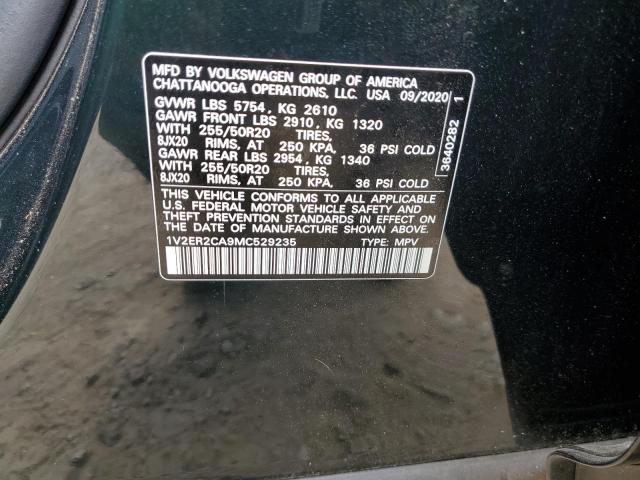 MFD BY VOLKSWAGEN GROUP OF AMERICA
CHATTANOOGA OPERATIONS, LLC. USA 09/2020
GVWR LBS 5754, KG 2610
GAWR FRONT LBS 2910, KG 1320
WITH 255/50R20 TIRES,
8JX20 RIMS, AT 250 KPA, 36 PSI COLD
GAWR REAR LBS 2954, KG 1340
WITH 255/50R20 TIRES,
8JX20 RIMS, AT 250 KPA, 36 PSI COLD
THIS VEHICLE CONFORMS TO ALL APPLICABLE
U.S. FEDERAL MOTOR VEHICLE SAFETY AND
THEFT PREVENTION STANDARDS IN EFFECT ON
THE DATE OF MANUFACTURE SHOWN ABOVE.
1V2ER2CA9MC529235 TYPE: MPV
3640282 1